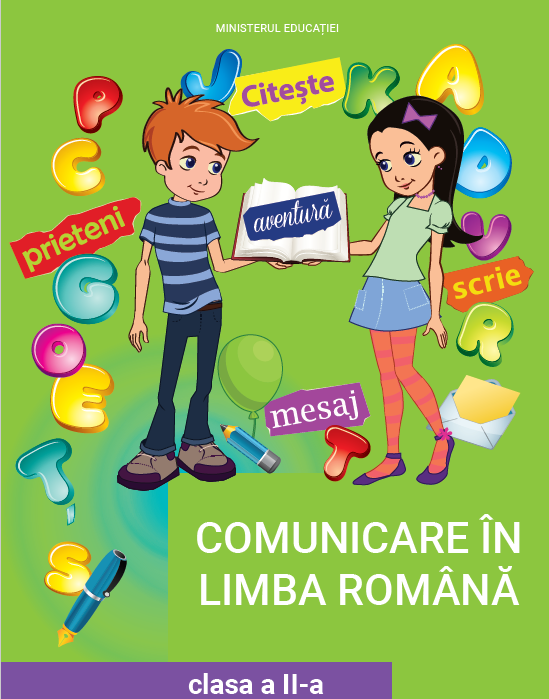 MINISTERUL EDUCAȚIEI
J
Citește
K
A
P
C
D
prieteni
aventură
V
G
scrie
R
O
E
mesaj
T
Ț
Ș
COMUNICARE ÎN
LIMBA ROMÂNĂ
clasa a II-a